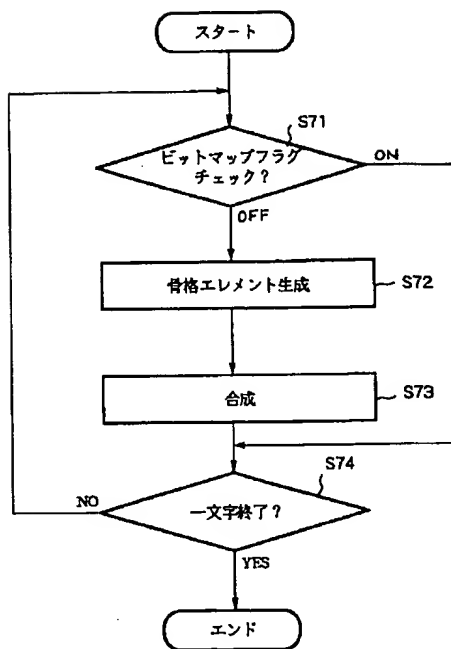 スタート
S71
ビットマップフラグ
チェック？
ON
OFF
骨格エレメント生成
S72
合成
S73
S74
一文字終了？
NO
YES
エンド